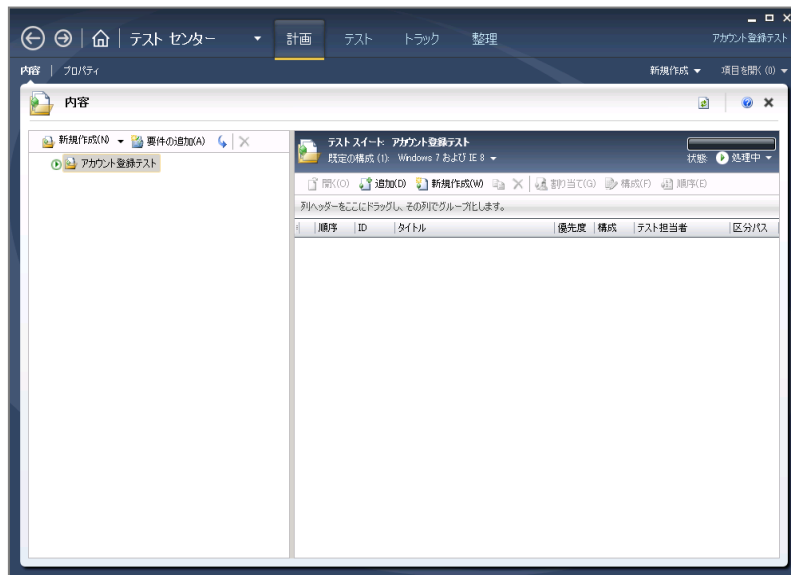 テスト センター 計画 テスト トラック 整理 アカウント登録テスト
内容 プロパティ 新規作成 項目を開く (0)
内容
新規作成(N) 要件の追加(A)
アカウント登録テスト
テスト スイート: アカウント登録テスト
既定の構成 (1): Windows 7 および IE 8 状態: 処理中
開く(O) 追加(D) 新規作成(W) 割り当て(G) 構成(F) 順序(E)
列ヘッダーをここにドラッグし、その列でグループ化します。
順序 ID タイトル 優先度 構成 テスト担当者 区分パス